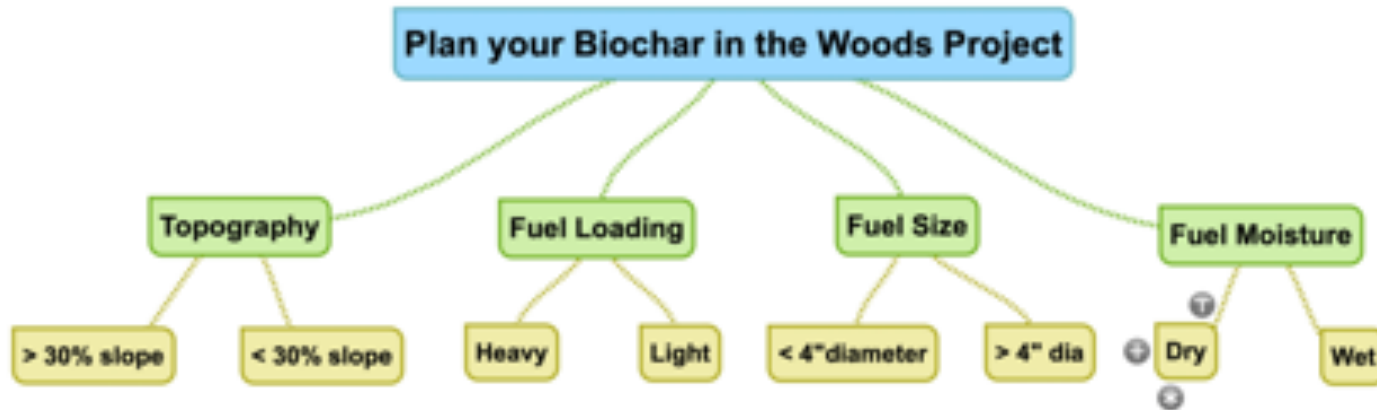 Plan your Biochar in the Woods Project
Topography
Fuel Loading
Fuel Size
Fuel Moisture
> 30% slope
< 30% slope
Heavy
Light
< 4"diameter
> 4" dia
Dry
Wet